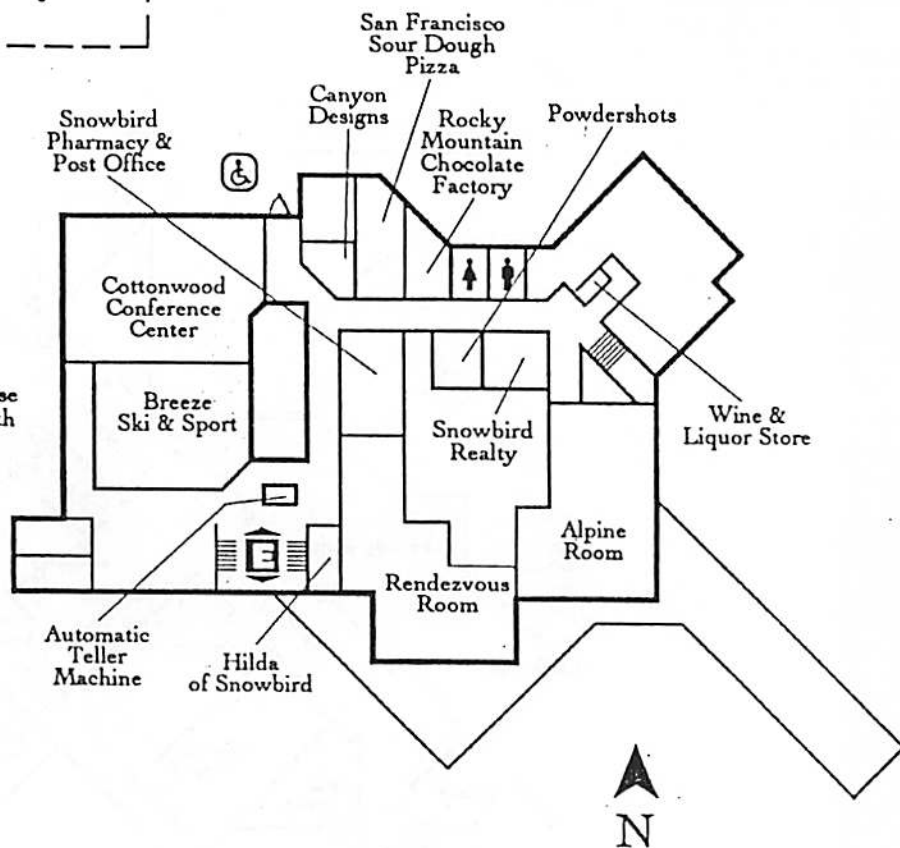 San Francisco
Sour Dough
Pizza
Canyon
Designs
Snowbird
Pharmacy &
Post Office
Rocky
Mountain
Chocolate
Factory
Powdershots
Cottonwood
Conference
Center
Breeze
Ski & Sport
Snowbird
Realty
Wine &
Liquor Store
Alpine
Room
Rendezvous
Room
E
Automatic
Teller
Machine
Hilda
of Snowbird
N